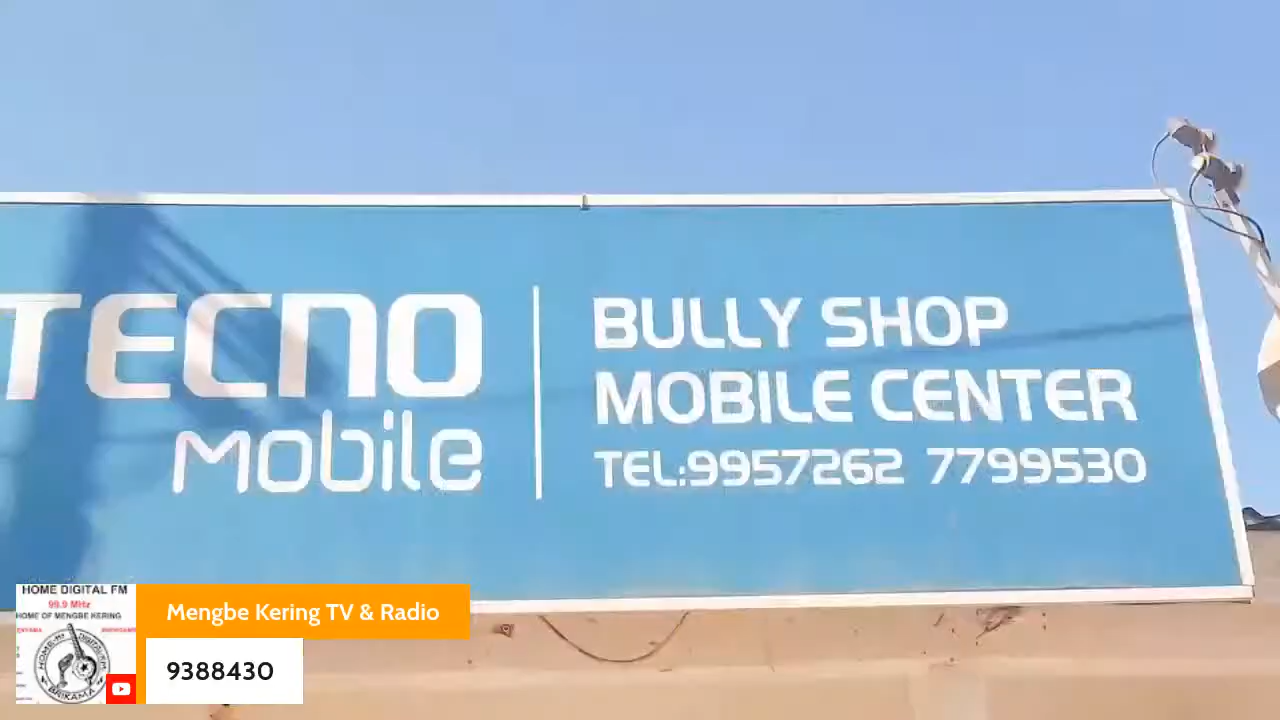 TECNO
mobile
BULLY SHOP
MOBILE CENTER
TEL:9957262 7799530
HOME DIGITAL FM
99.9 MHz
HOME OF MENGBE KERING
BRIKAMA
Mengbe Kering TV & Radio
9388430